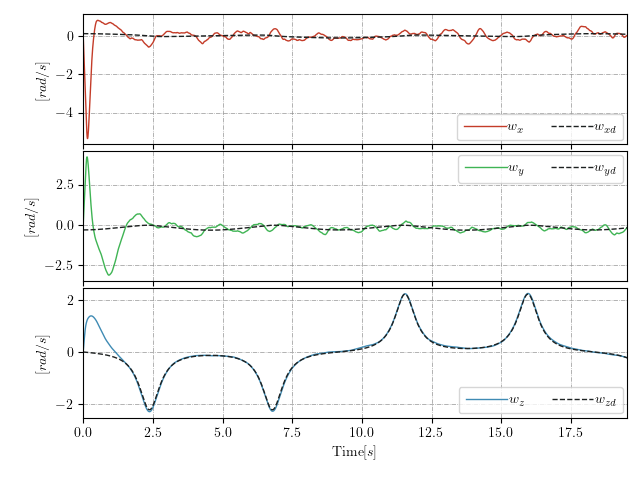 0
−2
−4
[rad/s]
w_x w_xd
2.5
0.0
−2.5
[rad/s]
w_y w_yd
2
0
−2
[rad/s]
w_z w_zd
0.0 2.5 5.0 7.5 10.0 12.5 15.0 17.5
Time[s]